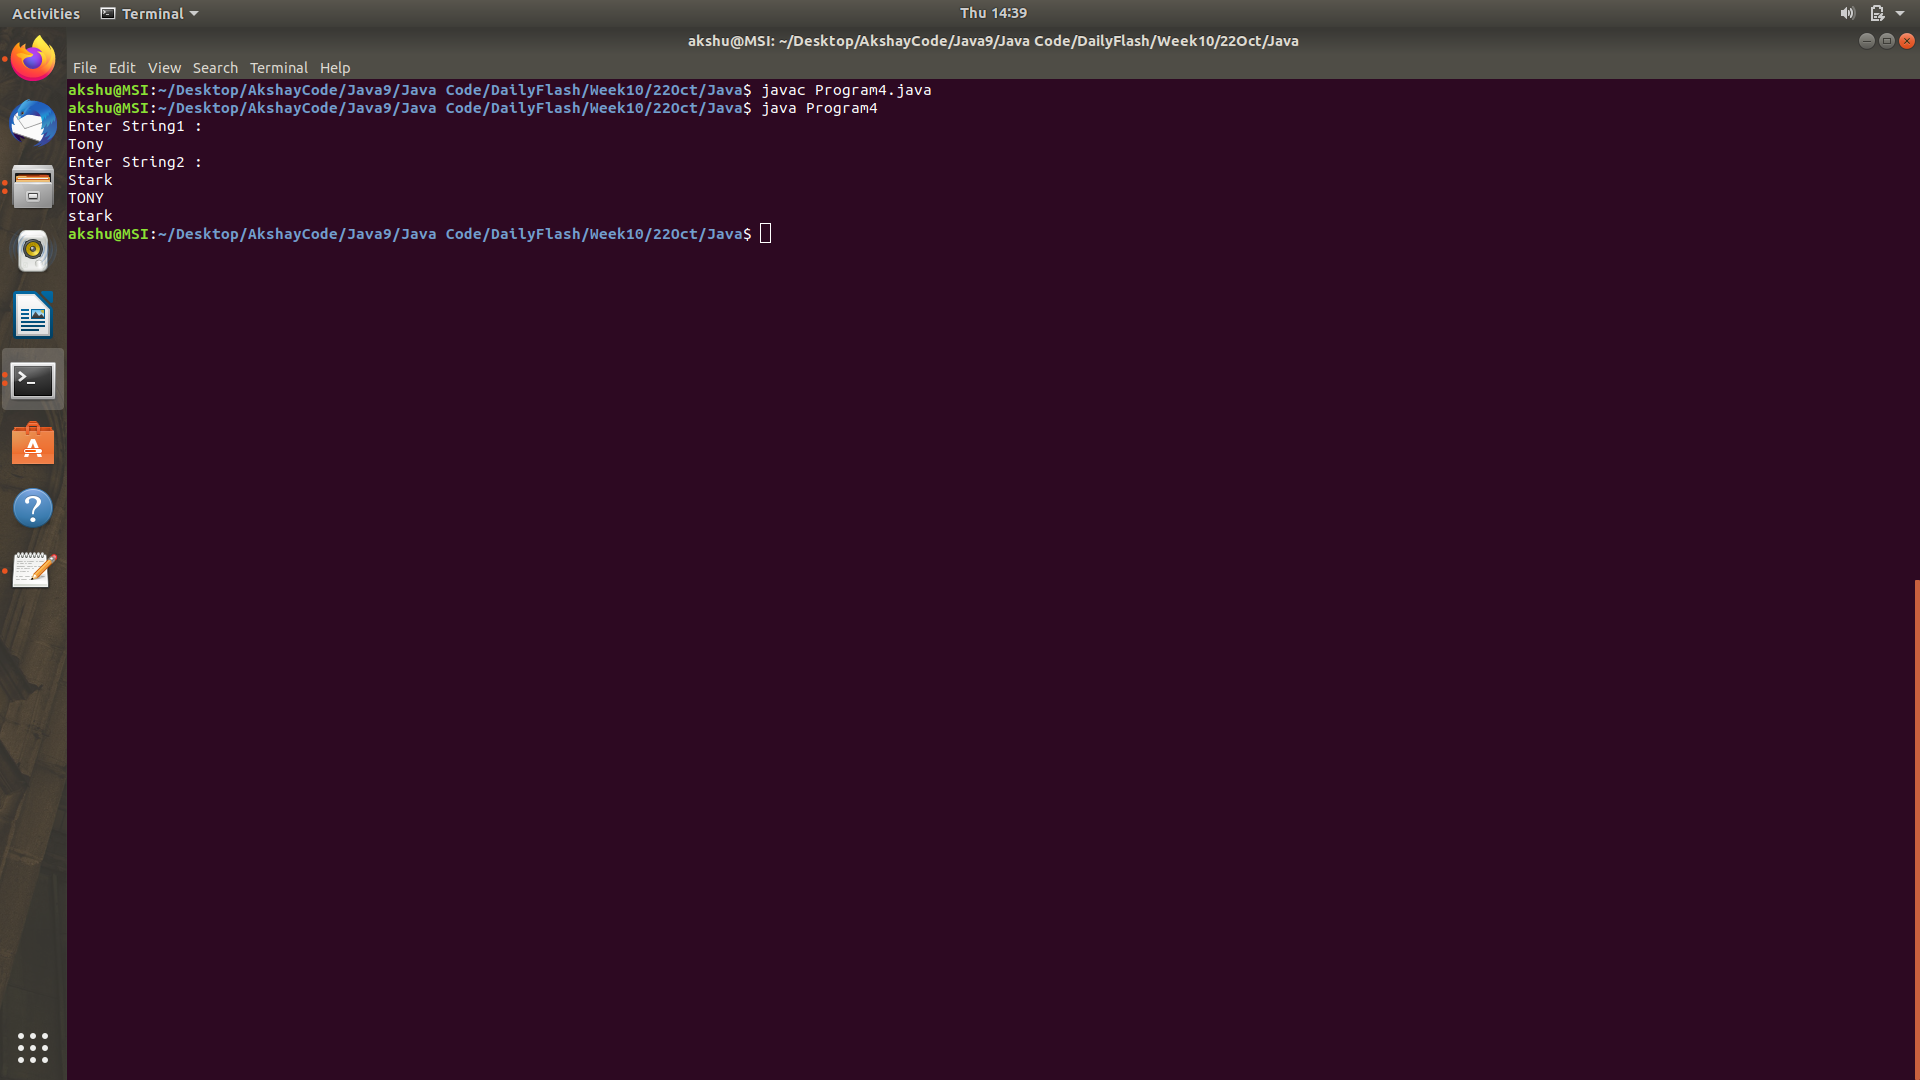 Activities Terminal Thu 14:39
akshu@MSI: ~/Desktop/AkshayCode/Java9/Java Code/DailyFlash/Week10/22Oct/Java
File Edit View Search Terminal Help
akshu@MSI:~/Desktop/AkshayCode/Java9/Java Code/DailyFlash/Week10/22Oct/Java$ javac Program4.java
akshu@MSI:~/Desktop/AkshayCode/Java9/Java Code/DailyFlash/Week10/22Oct/Java$ java Program4
Enter String1 :
Tony
Enter String2 :
Stark
TONY
stark
akshu@MSI:~/Desktop/AkshayCode/Java9/Java Code/DailyFlash/Week10/22Oct/Java$